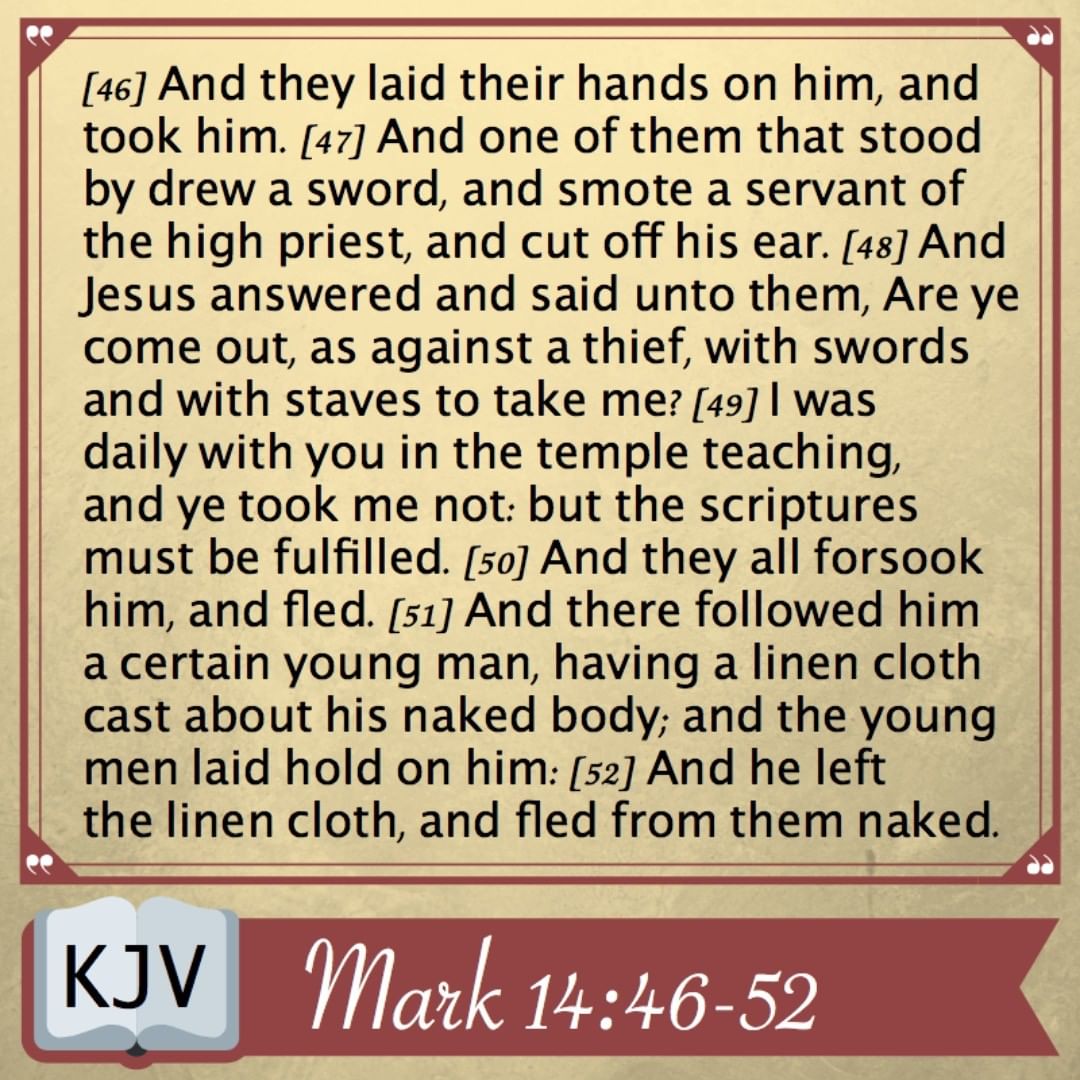 [46] And they laid their hands on him, and
took him. [47] And one of them that stood
by drew a sword, and smote a servant of
the high priest, and cut off his ear. [48] And
Jesus answered and said unto them, Are ye
come out, as against a thief, with swords
and with staves to take me? [49] I was
daily with you in the temple teaching,
and ye took me not: but the scriptures
must be fulfilled. [50] And they all forsook
him, and fled. [51] And there followed him
a certain young man, having a linen cloth
cast about his naked body; and the young
men laid hold on him: [52] And he left
the linen cloth, and fled from them naked.
KJV
Mark 14:46-52